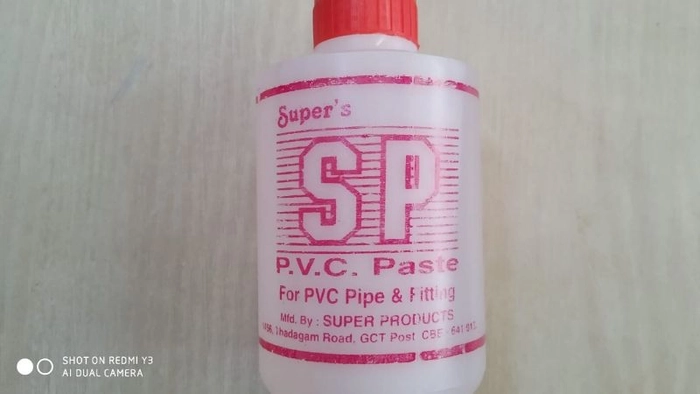 Super's
SP
P.V.C. Paste
For PVC Pipe & Fitting
Mfd. By : SUPER PRODUCTS
Road, GCT Post CBE
SHOT ON REDMI Y3
AI DUAL CAMERA